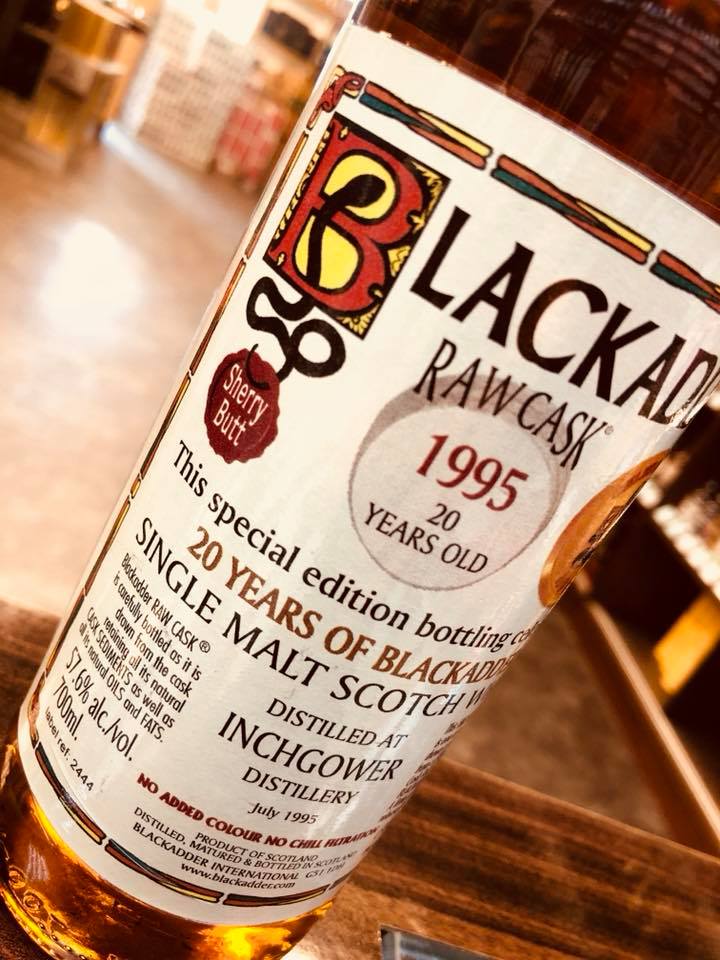 BLACKAD
RAW CASK®
Sherry
Butt
1995
20
YEARS OLD
This special edition bottling
20 YEARS OF BLACKADD
SINGLE MALT SCOTCH W
Blackadder RAW CASK ®
is carefully bottled as it is
drawn from the cask
retaining all its natural
CASK SEDIMENTS as well as
all its natural OILS and FATS.
57.6% alc./vol.
700ml.
label ref. 2444
DISTILLED AT
INCHGOWER
DISTILLERY
July 1995
NO ADDED COLOUR NO CHILL FILTRATION
PRODUCT OF SCOTLAND
DISTILLED, MATURED & BOTTLED IN SCOTLAND
BLACKADDER INTERNATIONAL
www.blackadder.com